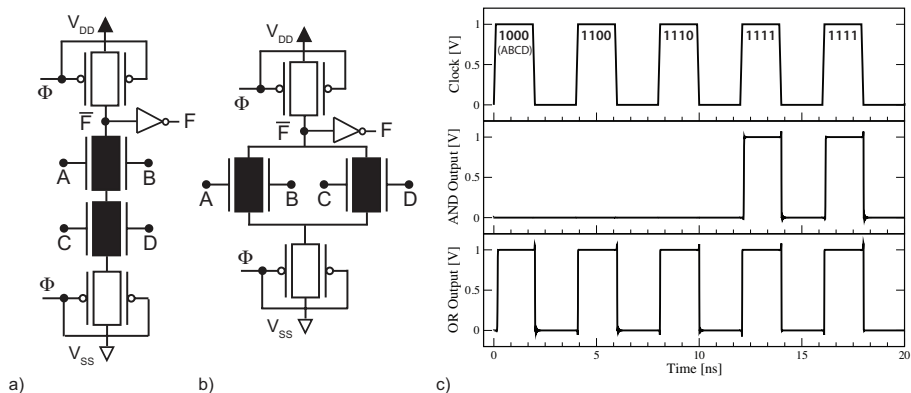 V_DD
Φ
F̅
F
A
B
C
D
Φ
V_SS
a)
V_DD
Φ
F̅
F
A
B
C
D
Φ
V_SS
b)
Clock [V]
1
0.5
0
1000
(ABCD)
1100
1110
1111
1111
AND Output [V]
1
0.5
0
OR Output [V]
1
0.5
0
0
5
10
15
20
Time [ns]
c)